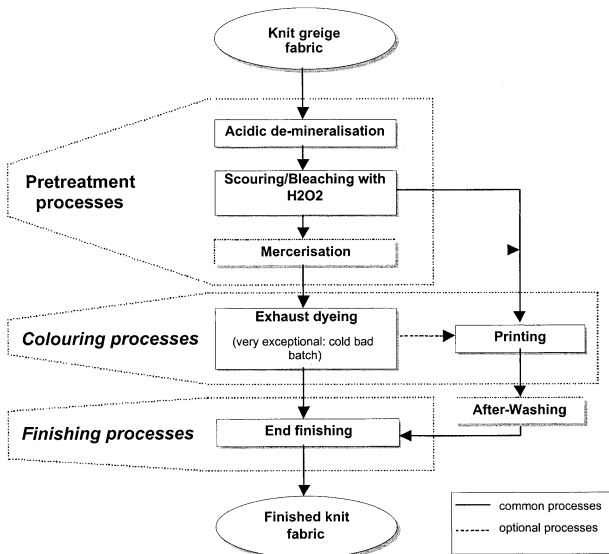 Knit greige
fabric
Acidic de-mineralisation
Pretreatment
processes
Scouring/Bleaching with
H2O2
Mercerisation
Colouring processes
Exhaust dyeing
(very exceptional: cold bad
batch)
Printing
After-Washing
Finishing processes
End finishing
Finished knit
fabric
common processes
optional processes